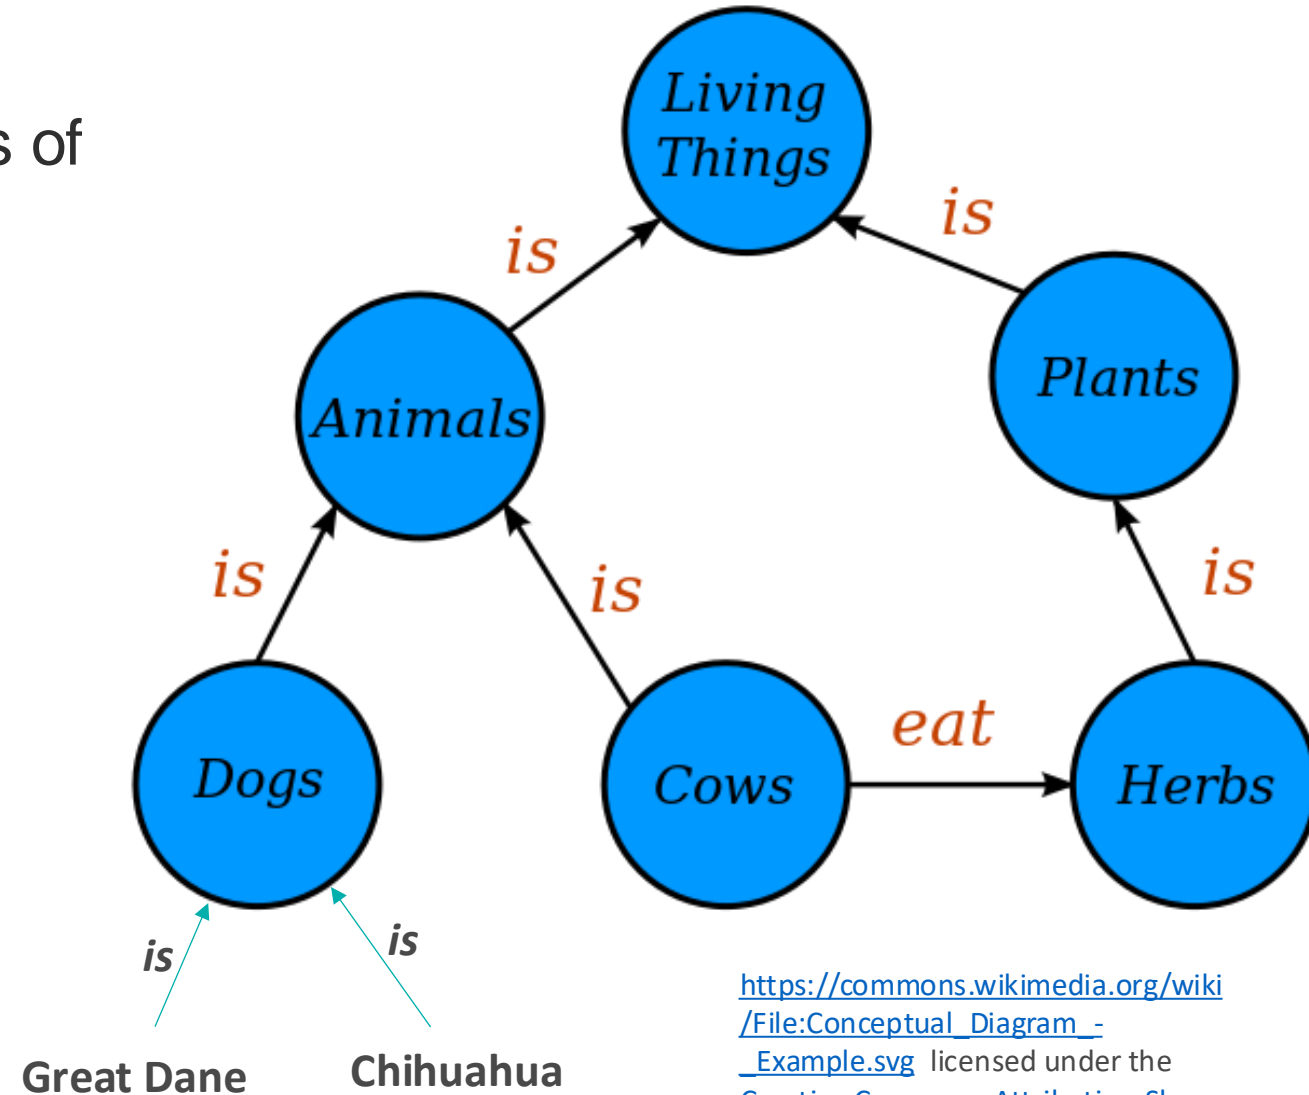 s of
Living
Things
is
is
Animals
Plants
is
is
is
Dogs
Cows
eat
Herbs
is
is
Great Dane
Chihuahua
https://commons.wikimedia.org/wiki
/File:Conceptual_Diagram_-
_Example.svg licensed under the